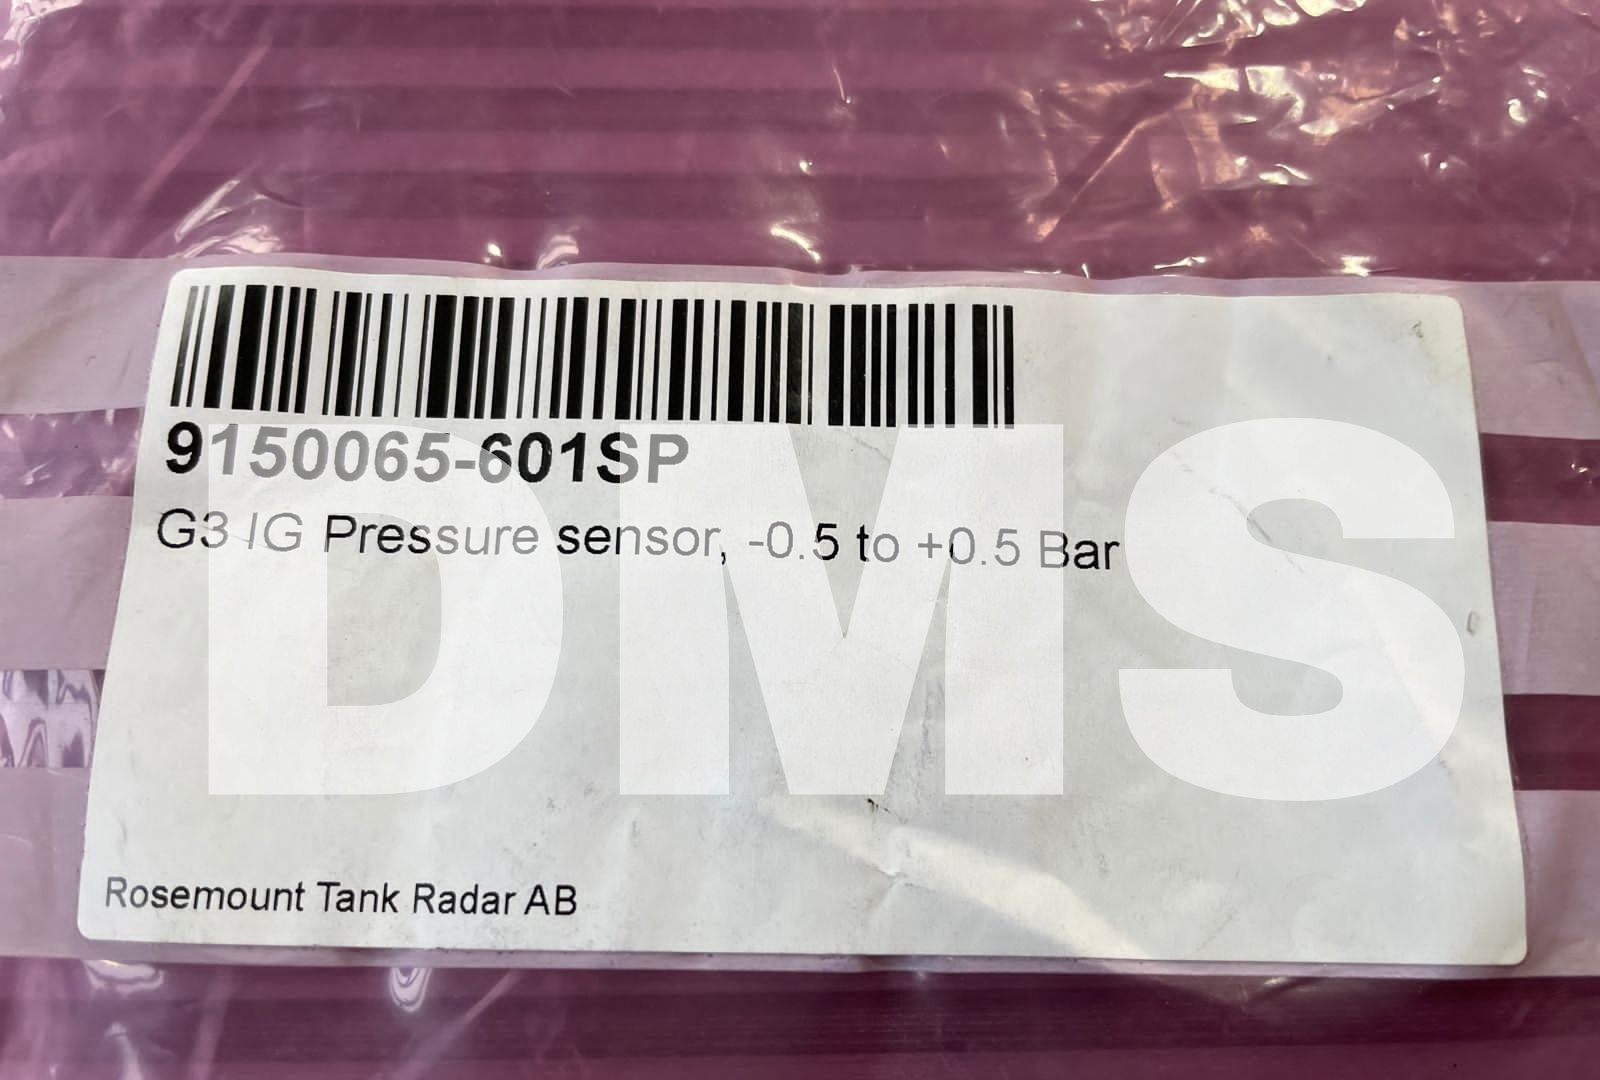 9150065-601SP
G3 IG Pressure sensor, -0.5 to +0.5 Bar
DMS
Rosemount Tank Radar AB